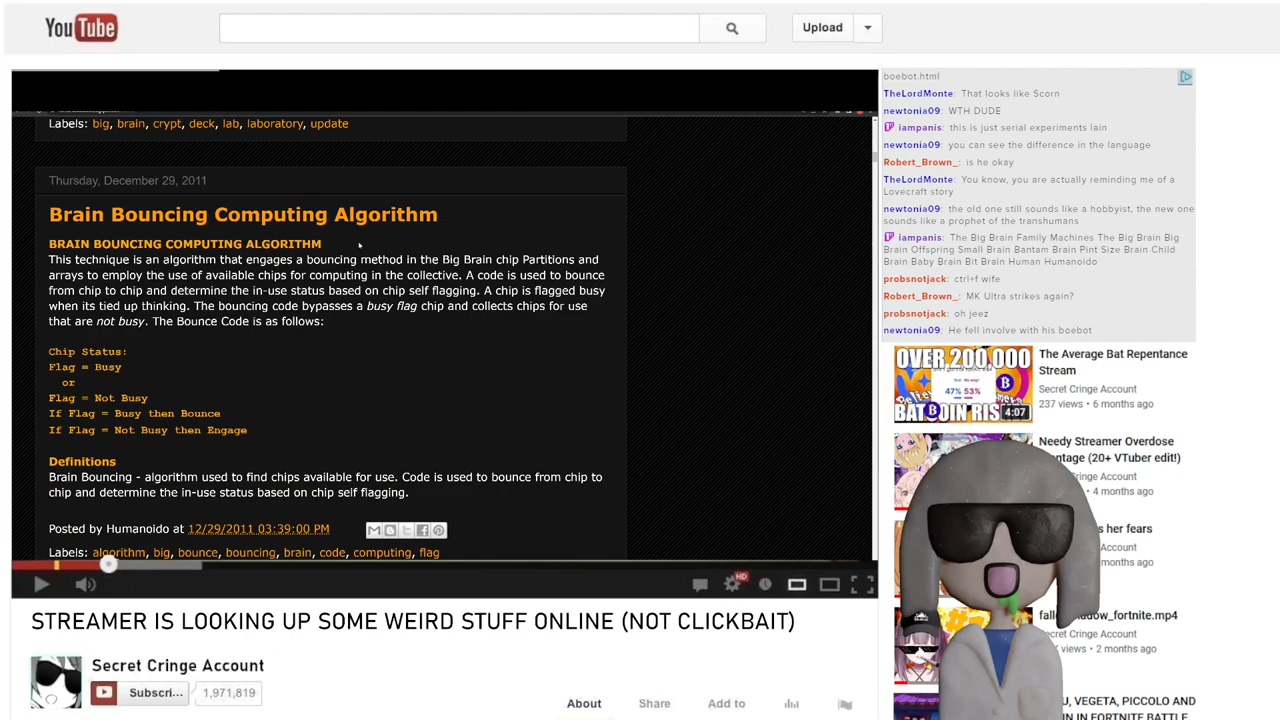 YouTube
Upload
Labels: big, brain, crypt, deck, lab, laboratory, update
Thursday, December 29, 2011
Brain Bouncing Computing Algorithm
BRAIN BOUNCING COMPUTING ALGORITHM
This technique is an algorithm that engages a bouncing method in the Big Brain chip Partitions and
arrays to employ the use of available chips for computing in the collective. A code is used to bounce
from chip to chip and determine the in-use status based on chip self flagging. A chip is flagged busy
when its tied up thinking. The bouncing code bypasses a busy flag chip and collects chips for use
that are not busy. The Bounce Code is as follows:
Chip Status:
Flag = Busy
or
Flag = Not Busy
If Flag = Busy then Bounce
If Flag = Not Busy then Engage
Definitions
Brain Bouncing - algorithm used to find chips available for use. Code is used to bounce from chip to
chip and determine the in-use status based on chip self flagging.
Posted by Humanoido at 12/29/2011 03:39:00 PM
Labels: algorithm, big, bounce, bouncing, brain, code, computing, flag
HD
STREAMER IS LOOKING UP SOME WEIRD STUFF ONLINE (NOT CLICKBAIT)
Secret Cringe Account
Subscri...
1,971,819
About
Share
Add to
boebot.html
TheLordMonte: That looks like Scorn
newtonia09: WTH DUDE
iampanis: this is just serial experiments lain
newtonia09: you can see the difference in the language
Robert_Brown_: is he okay
TheLordMonte: You know, you are actually reminding me of a
Lovecraft story
newtonia09: the old one still sounds like a hobbyist, the new one
sounds like a prophet of the transhumans
iampanis: The Big Brain Family Machines The Big Brain Big
Brain Offspring Small Brain Bantam Brain Pint Size Brain Child
Brain Baby Brain Bit Brain Human Humanoido
probsnotjack: ctrl+f wife
Robert_Brown_: MK Ultra strikes again?
probsnotjack: oh jeez
newtonia09: He fell involve with his boebot
OVER 200,000
47% 53%
4:07
The Average Bat Repentance
Stream
Secret Cringe Account
237 views • 6 months ago
Needy Streamer Overdose
(20+ VTuber edit!)
Account
• 4 months ago
her fears
Account
months ago
.mp4
Secret Cringe Account
views • 2 months ago
VEGETA, PICCOLO AND
IN FORTNITE BATTLE